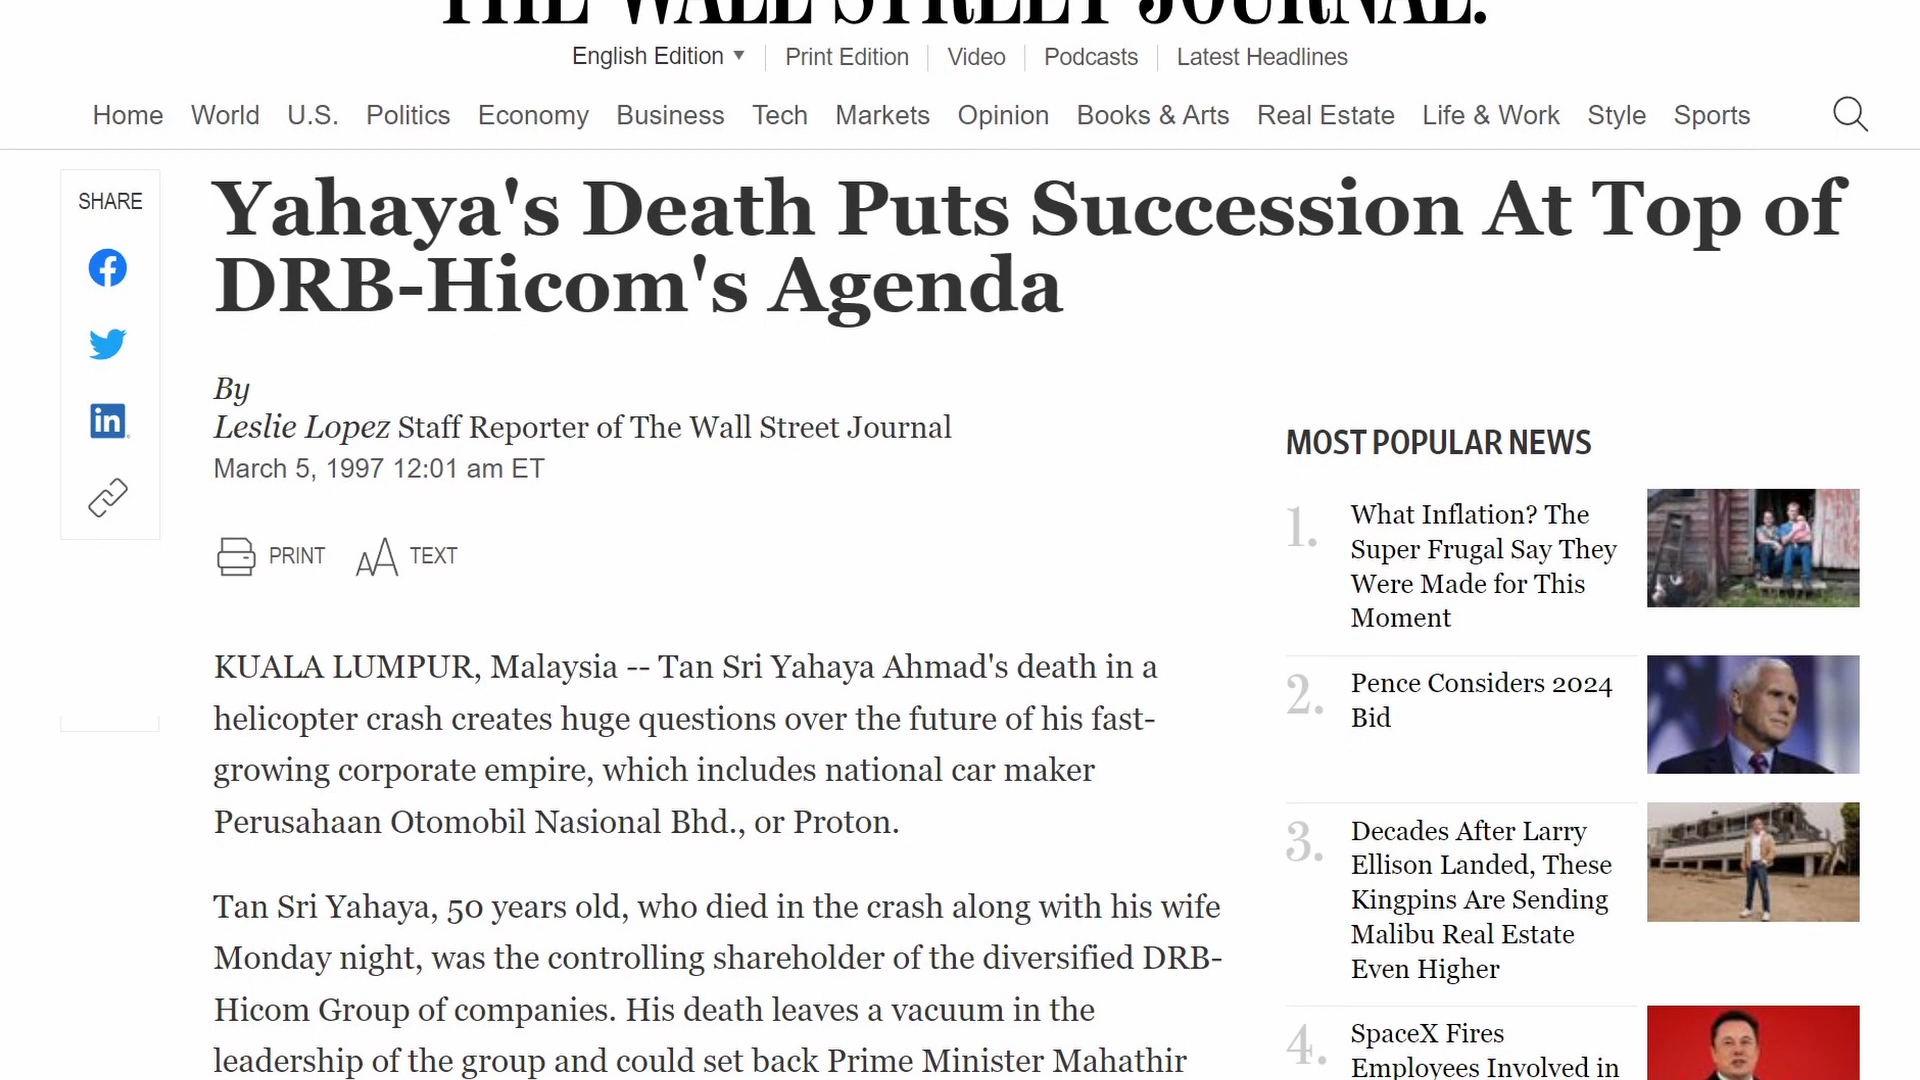 THE WALL STREET JOURNAL.
English Edition
Print Edition
Video
Podcasts
Latest Headlines
Home
World
U.S.
Politics
Economy
Business
Tech
Markets
Opinion
Books & Arts
Real Estate
Life & Work
Style
Sports
SHARE
Yahaya's Death Puts Succession At Top of
DRB-Hicom's Agenda
By
Leslie Lopez Staff Reporter of The Wall Street Journal
March 5, 1997 12:01 am ET
PRINT
TEXT
KUALA LUMPUR, Malaysia -- Tan Sri Yahaya Ahmad's death in a
helicopter crash creates huge questions over the future of his fast-
growing corporate empire, which includes national car maker
Perusahaan Otomobil Nasional Bhd., or Proton.
Tan Sri Yahaya, 50 years old, who died in the crash along with his wife
Monday night, was the controlling shareholder of the diversified DRB-
Hicom Group of companies. His death leaves a vacuum in the
leadership of the group and could set back Prime Minister Mahathir
MOST POPULAR NEWS
1.
What Inflation? The
Super Frugal Say They
Were Made for This
Moment
2.
Pence Considers 2024
Bid
3.
Decades After Larry
Ellison Landed, These
Kingpins Are Sending
Malibu Real Estate
Even Higher
4.
SpaceX Fires
Employees Involved in